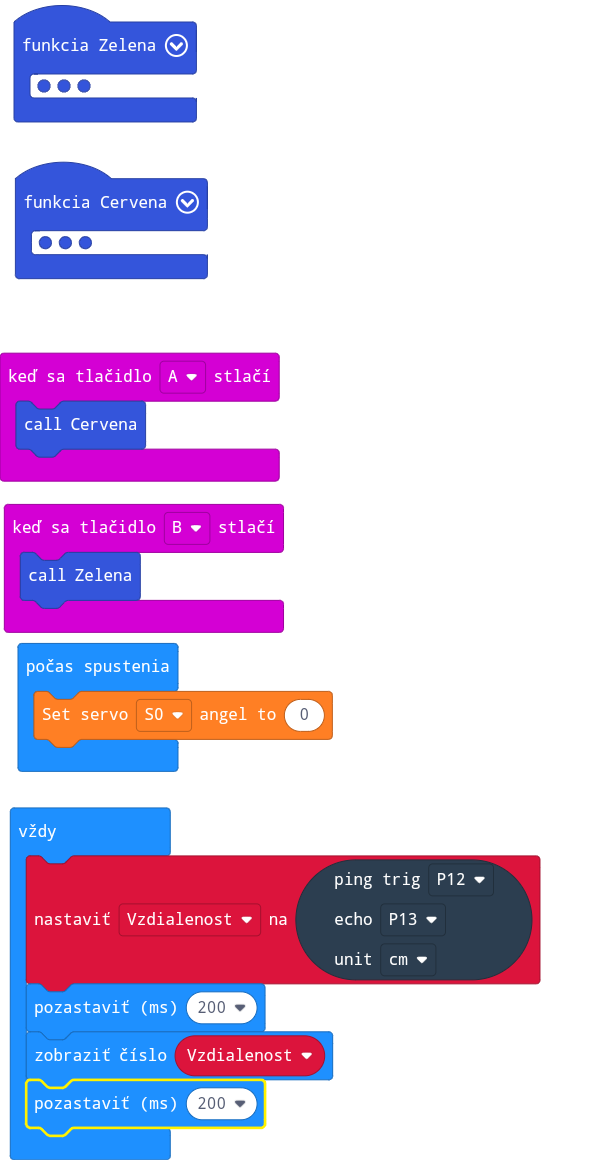 funkcia Zelena
funkcia Cervena
keď sa tlačidlo A stlačí
call Cervena
keď sa tlačidlo B stlačí
call Zelena
počas spustenia
Set servo S0 angel to 0
vždy
ping trig P12
nastaviť Vzdialenost na echo P13
unit cm
pozastaviť (ms) 200
zobraziť číslo Vzdialenost
pozastaviť (ms) 200